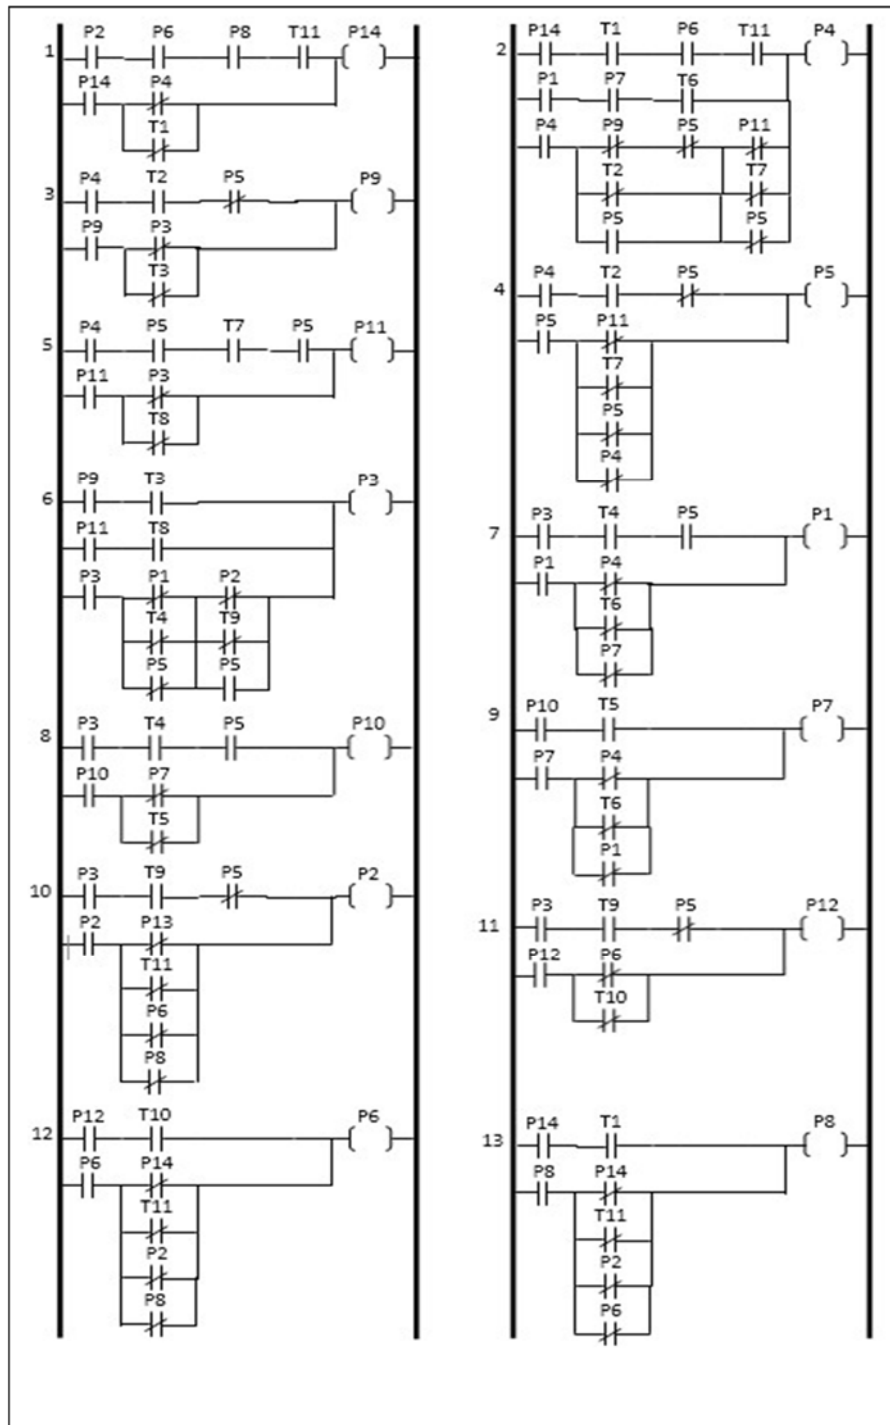 P2 P6 P8 T11 P14
1
P14 P4
T1
P4 T2 P5 P9
3
P9 P3
T3
P4 P5 T7 P5 P11
5
P11 P3
T8
P9 T3 P3
6
P11 T8
P3 P1 P2
T4 T9
P5 P5
P3 T4 P5 P10
8
P10 P7
T5
P3 T9 P5 P2
10
P2 P13
T11
P6
P8
P12 T10 P6
12
P6 P14
T11
P2
P8
P14 T1 P6 T11 P4
2
P1 P7 T6
P4 P9 P5 P11
T2 T7
P5 P5
P4 T2 P5 P5
4
P5 P11
T7
P5
P4
P3 T4 P5 P1
7
P1 P4
T6
P7
P10 T5 P7
9
P7 P4
T6
P1
P3 T9 P5 P12
11
P12 P6
T10
P14 T1 P8
13
P8 P14
T11
P2
P6